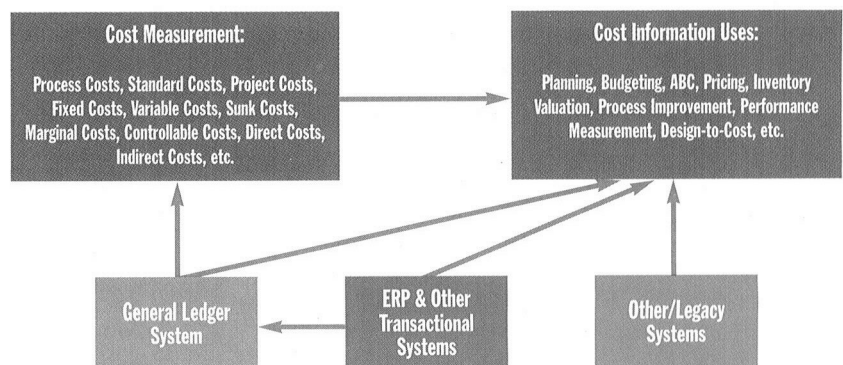 Cost Measurement:
Process Costs, Standard Costs, Project Costs,
Fixed Costs, Variable Costs, Sunk Costs,
Marginal Costs, Controllable Costs, Direct Costs,
Indirect Costs, etc.
Cost Information Uses:
Planning, Budgeting, ABC, Pricing, Inventory
Valuation, Process Improvement, Performance
Measurement, Design-to-Cost, etc.
General Ledger
System
ERP & Other
Transactional
Systems
Other/Legacy
Systems